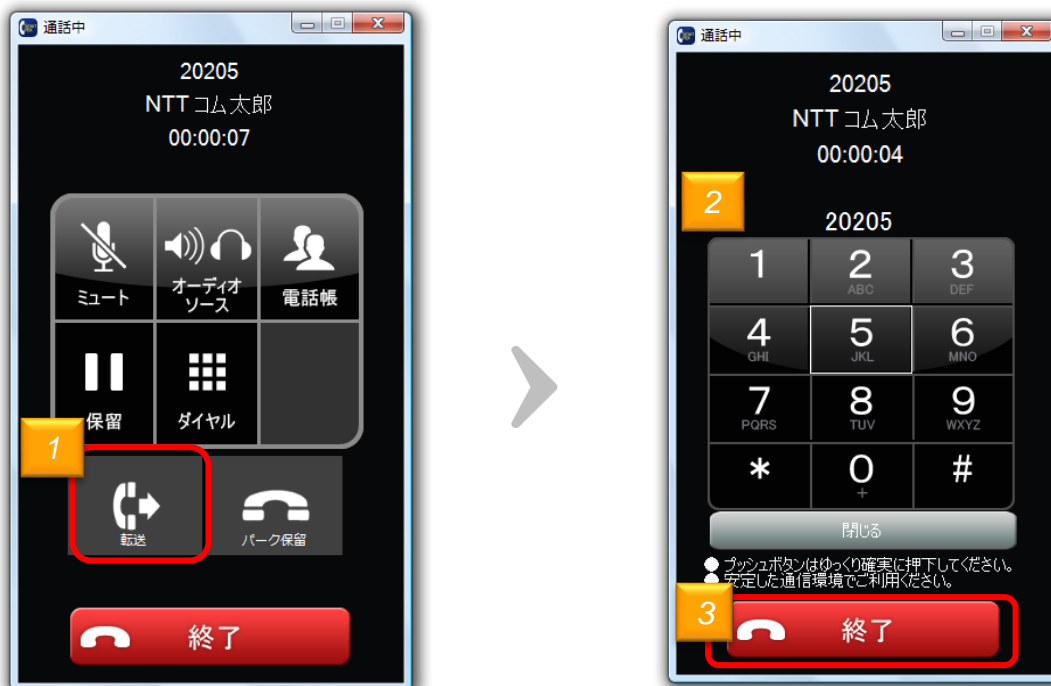 通話中
20205
NTTコム太郎
00:00:07
ミュート
オーディオ
ソース
電話帳
保留
ダイヤル
1
転送
パーク保留
終了
通話中
20205
NTTコム太郎
00:00:04
2
20205
1
2
ABC
3
DEF
4
GHI
5
JKL
6
MNO
7
PQRS
8
TUV
9
WXYZ
*
0
+
#
閉じる
●プッシュボタンはゆっくり確実に押下してください。
●安定した通信環境でご利用ください。
3
終了